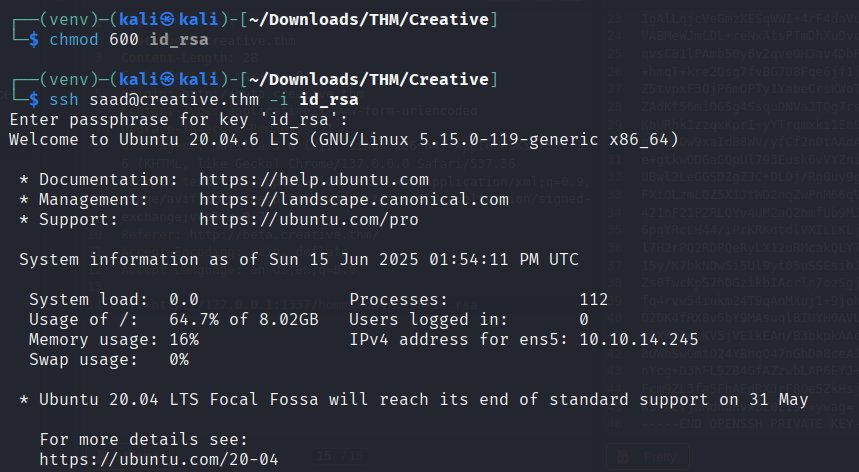 ┌──(venv)─(kali㉿kali)-[~/Downloads/THM/Creative]
└─$ chmod 600 id_rsa
┌──(venv)─(kali㉿kali)-[~/Downloads/THM/Creative]
└─$ ssh saad@creative.thm -i id_rsa
Enter passphrase for key 'id_rsa':
Welcome to Ubuntu 20.04.6 LTS (GNU/Linux 5.15.0-119-generic x86_64)
* Documentation:  https://help.ubuntu.com
* Management:     https://landscape.canonical.com
* Support:        https://ubuntu.com/pro
System information as of Sun 15 Jun 2025 01:54:11 PM UTC
System load:  0.0               Processes:             112
Usage of /:   64.7% of 8.02GB   Users logged in:       0
Memory usage: 16%               IPv4 address for ens5: 10.10.14.245
Swap usage:   0%
* Ubuntu 20.04 LTS Focal Fossa will reach its end of standard support on 31 May
For more details see:
https://ubuntu.com/20-04